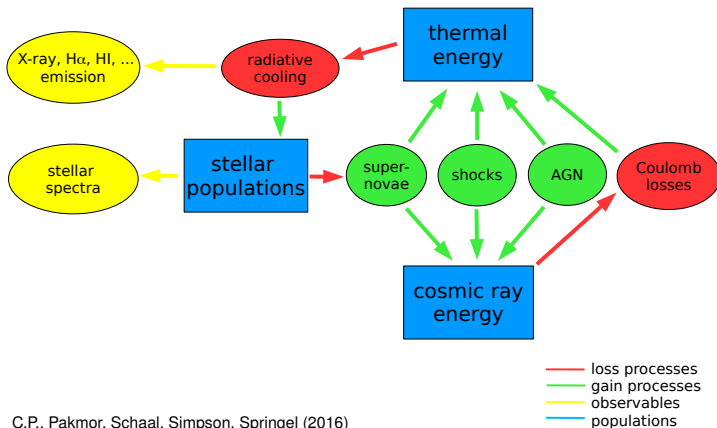 thermal
energy
X-ray, Hα, HI, ...
emission
radiative
cooling
stellar
spectra
stellar
populations
super-
novae
shocks
AGN
Coulomb
losses
cosmic ray
energy
loss processes
gain processes
observables
populations
C.P., Pakmor, Schaal, Simpson, Springel (2016)